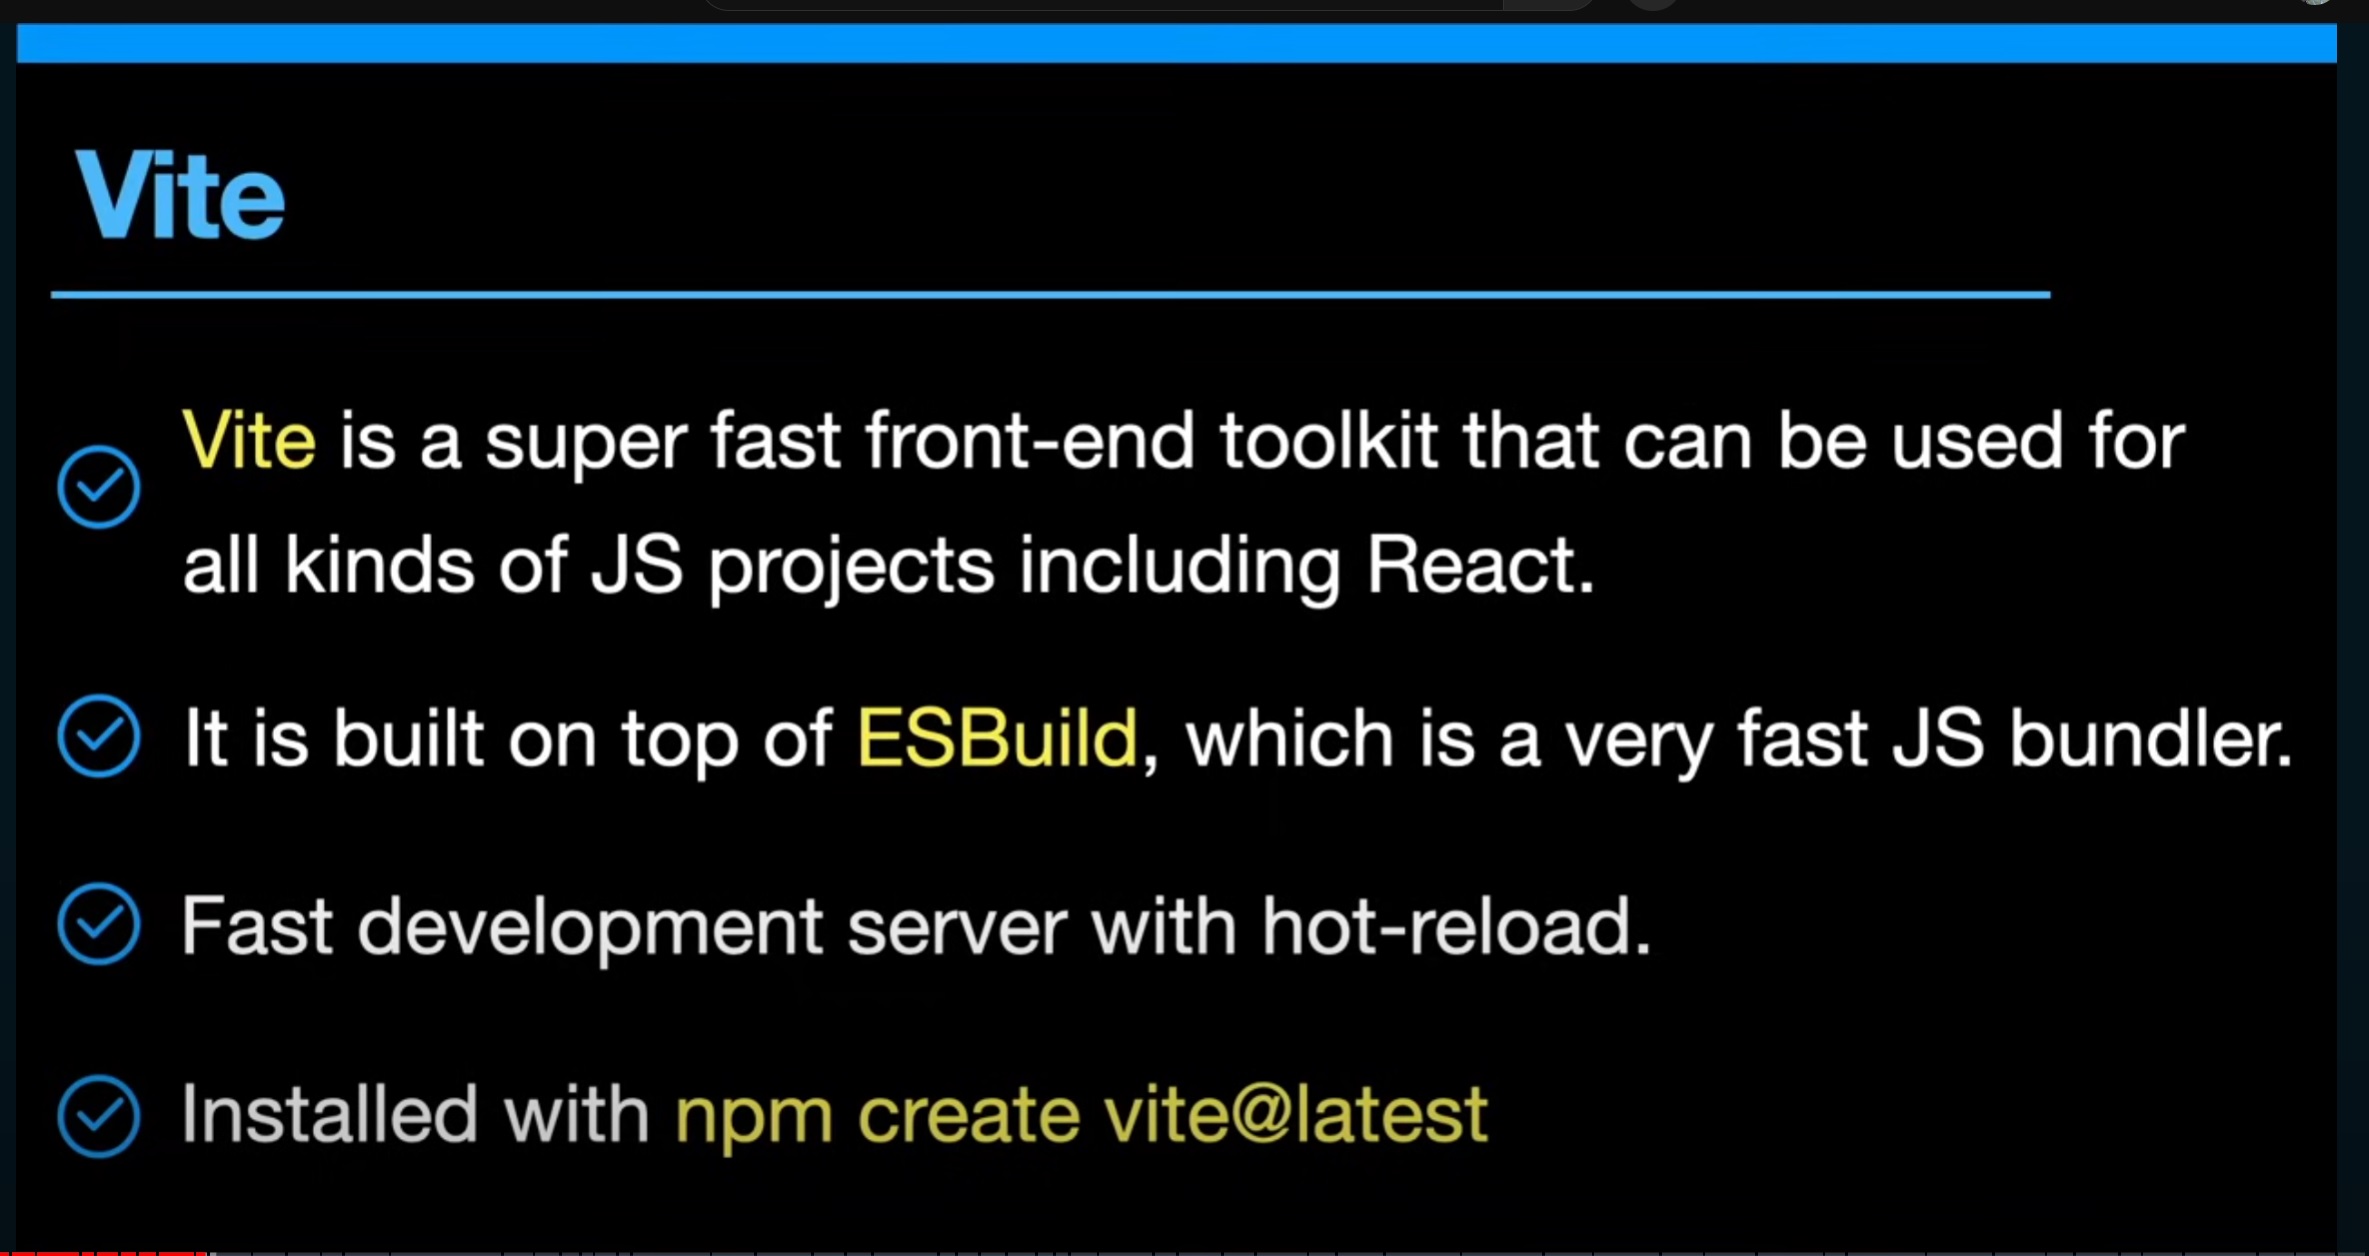 Vite
Vite is a super fast front-end toolkit that can be used for
all kinds of JS projects including React.
It is built on top of ESBuild, which is a very fast JS bundler.
Fast development server with hot-reload.
Installed with npm create vite@latest